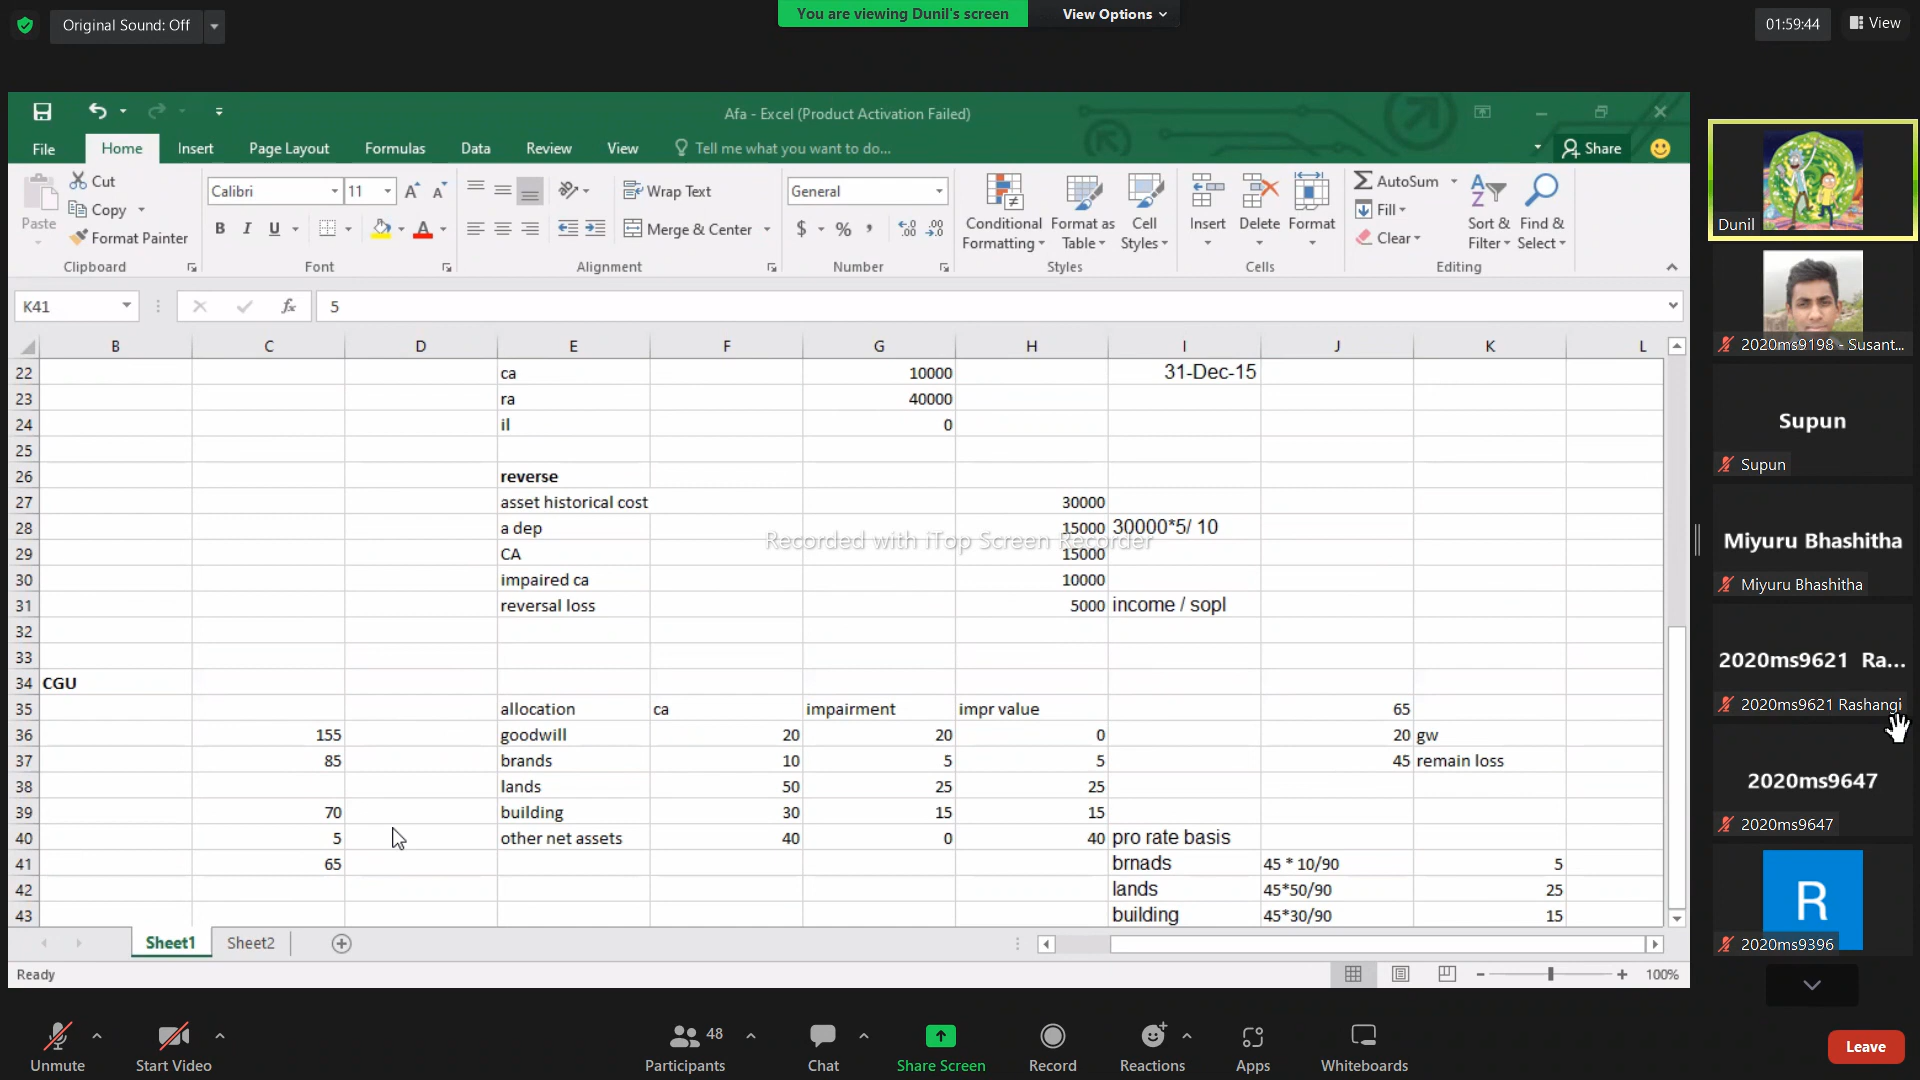 Original Sound: Off
You are viewing Dunil's screen
View Options
01:59:44
View
Afa - Excel (Product Activation Failed)
File
Home
Insert
Page Layout
Formulas
Data
Review
View
Tell me what you want to do...
Share
Paste
Cut
Copy
Format Painter
Clipboard
Calibri
11
B I U
Font
Wrap Text
Merge & Center
Alignment
General
$ % ,
Number
Conditional Formatting
Format as Table
Cell Styles
Styles
Insert
Delete
Format
Cells
AutoSum
Fill
Clear
Sort & Filter
Find & Select
Editing
K41
fx
5
B C D E F G H I J K L
22 ca 10000 31-Dec-15
23 ra 40000
24 il 0
25
26 reverse
27 asset historical cost 30000
28 a dep 15000 30000*5/ 10
Recorded with iTop Screen Recorder
29 CA 15000
30 impaired ca 10000
31 reversal loss 5000 income / sopl
32
33
34 CGU
35 allocation ca impairment impr value 65
36 155 goodwill 20 20 0 20 gw
37 85 brands 10 5 5 45 remain loss
38 lands 50 25 25
39 70 building 30 15 15
40 5 other net assets 40 0 40 pro rate basis
41 65 brnads 45 * 10/90 5
42 lands 45*50/90 25
43 building 45*30/90 15
Sheet1
Sheet2
Ready
100%
Dunil
2020ms9198 - Susant...
Supun
Supun
Miyuru Bhashitha
Miyuru Bhashitha
2020ms9621 Ra...
2020ms9621 Rashangi
2020ms9647
2020ms9647
R
2020ms9396
Unmute
Start Video
Participants
48
Chat
Share Screen
Record
Reactions
Apps
Whiteboards
Leave